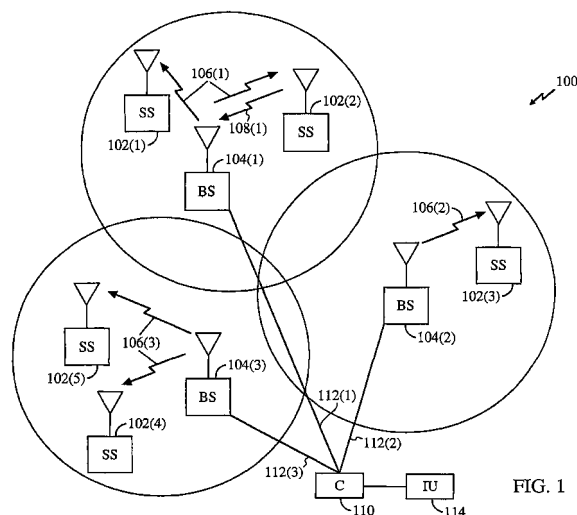 106(1)
100
SS
102(2)
108(1)
SS
102(1)
104(1)
BS
106(2)
SS
102(3)
BS
104(2)
SS
106(3)
102(5)
104(3)
BS
102(4)
SS
112(1)
112(2)
112(3)
C
IU
110
114
FIG. 1